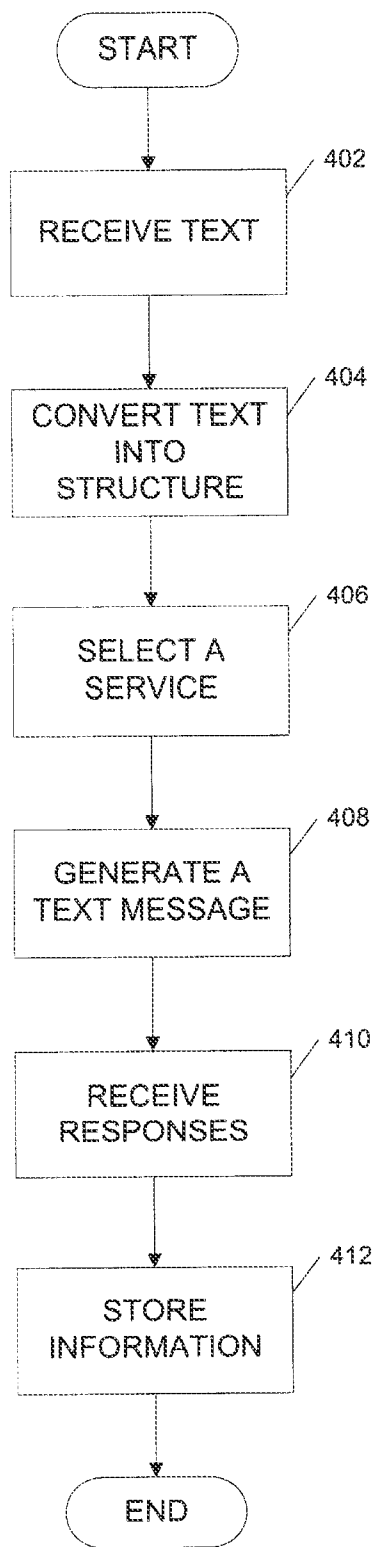 START
402
RECEIVE TEXT
404
CONVERT TEXT
INTO
STRUCTURE
406
SELECT A
SERVICE
408
GENERATE A
TEXT MESSAGE
410
RECEIVE
RESPONSES
412
STORE
INFORMATION
END